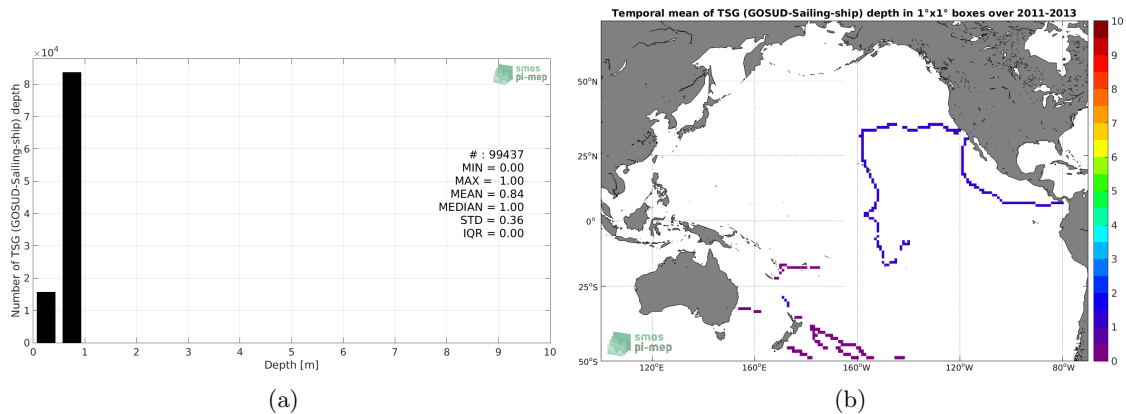 ×10⁴
8
7
6
5
4
3
2
1
0
Number of TSG (GOSUD-Sailing-ship) depth
0 1 2 3 4 5 6 7 8 9 10
Depth [m]
smos
pi-mep
# : 99437
MIN = 0.00
MAX = 1.00
MEAN = 0.84
MEDIAN = 1.00
STD = 0.36
IQR = 0.00
(a)
Temporal mean of TSG (GOSUD-Sailing-ship) depth in 1°x1° boxes over 2011-2013
50°N
25°N
0°
25°S
50°S
120°E 160°E 160°W 120°W 80°W
smos
pi-mep
10
9
8
7
6
5
4
3
2
1
0
(b)